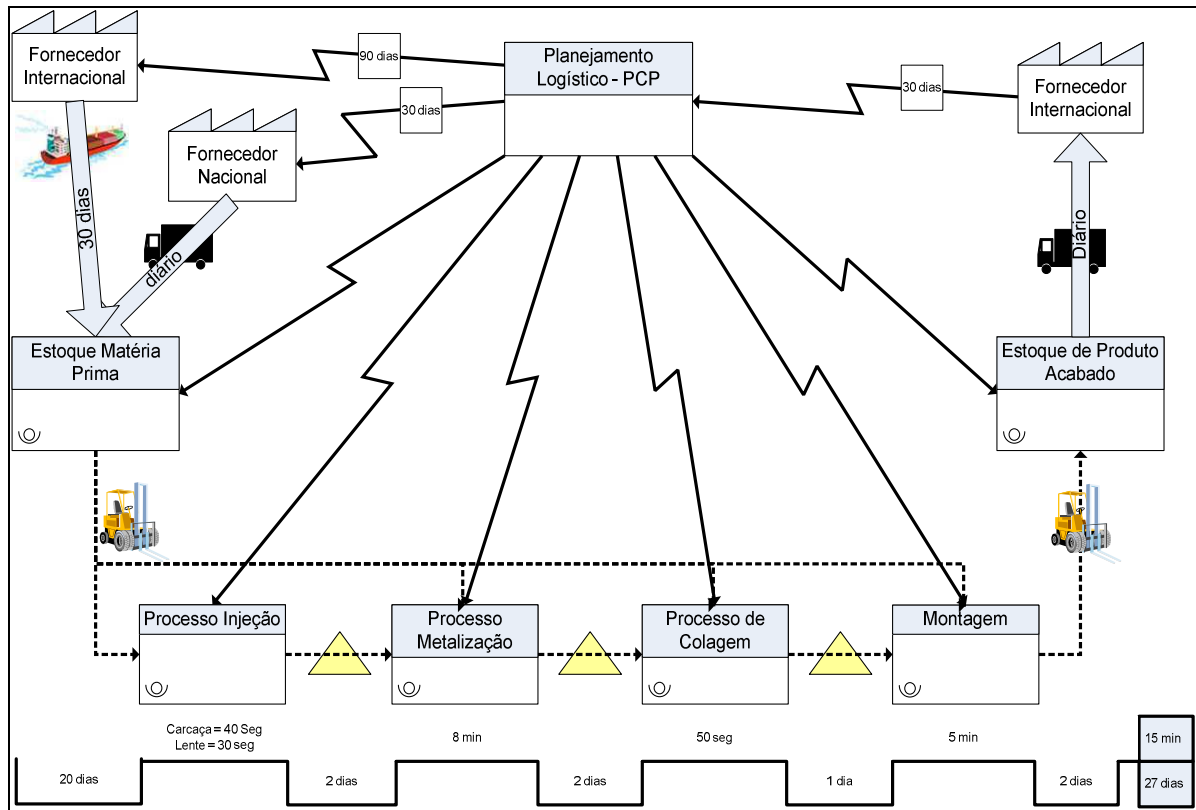 Fornecedor
Internacional
90 dias
Planejamento
Logístico - PCP
30 dias
Fornecedor
Internacional
30 dias
Fornecedor
Nacional
30 dias
diário
Diário
Estoque Matéria
Prima
Estoque de Produto
Acabado
Processo Injeção
Processo
Metalização
Processo de
Colagem
Montagem
Carcaça = 40 Seg
Lente = 30 seg
8 min
50 seg
5 min
15 min
20 dias
2 dias
2 dias
1 dia
2 dias
27 dias